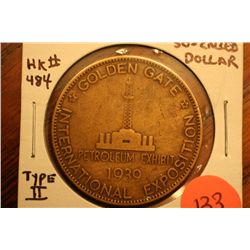 HK#
484
SO-CALLED
DOLLAR
GOLDEN GATE
INTERNATIONAL EXPOSITION
PETROLEUM EXHIBIT
1939
TYPE
II
133